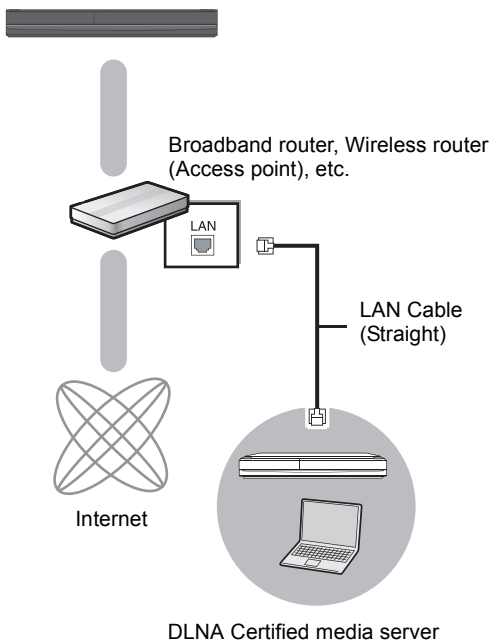 Broadband router, Wireless router
(Access point), etc.
LAN
LAN Cable
(Straight)
Internet
DLNA Certified media server